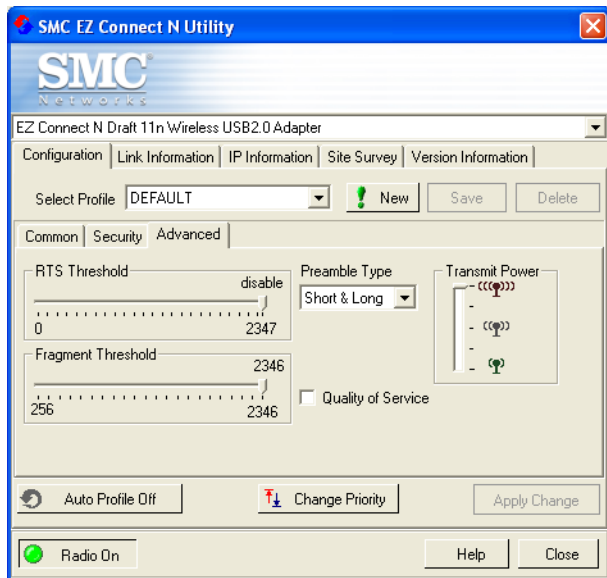 SMC EZ Connect N Utility
SMC
Networks
EZ Connect N Draft 11n Wireless USB2.0 Adapter
Configuration Link Information IP Information Site Survey Version Information
Select Profile DEFAULT New Save Delete
Common Security Advanced
RTS Threshold
disable
0 2347
Fragment Threshold
2346
256 2346
Preamble Type
Short & Long
Quality of Service
Transmit Power
Auto Profile Off Change Priority Apply Change
Radio On Help Close